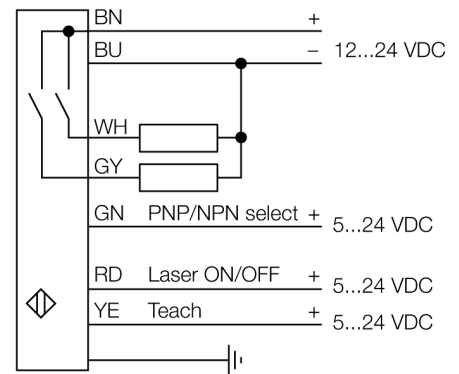 BN +
BU – 12...24 VDC
WH
GY
GN PNP/NPN select + 5...24 VDC
RD Laser ON/OFF + 5...24 VDC
YE Teach + 5...24 VDC